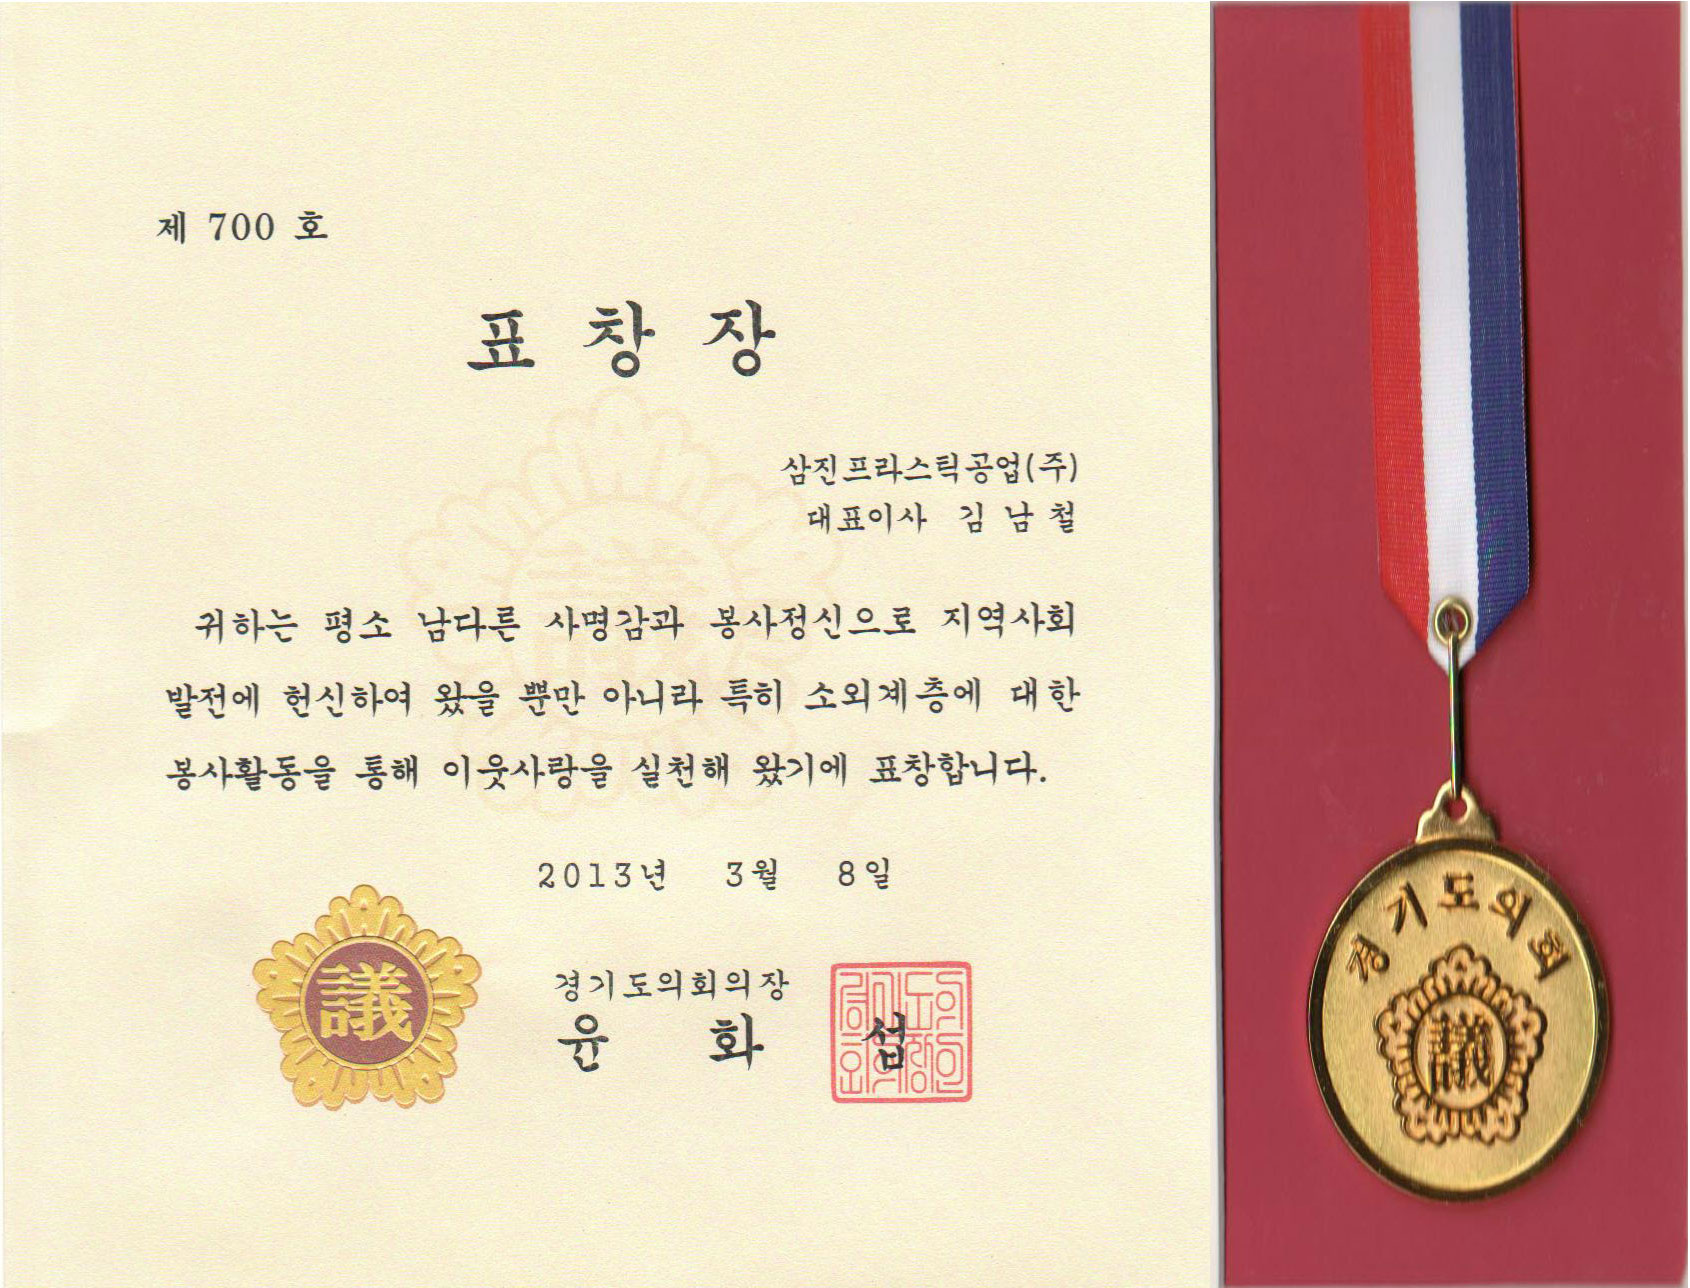 제 700 호
표 창 장
삼진프라스틱공업(주)
대표이사 김 남 철
귀하는 평소 남다른 사명감과 봉사정신으로 지역사회
발전에 헌신하여 왔을 뿐만 아니라 특히 소외계층에 대한
봉사활동을 통해 이웃사랑을 실천해 왔기에 표창합니다.
2013년 3월 8일
議
경기도의회의장
윤 화 섭
경기도의회
議